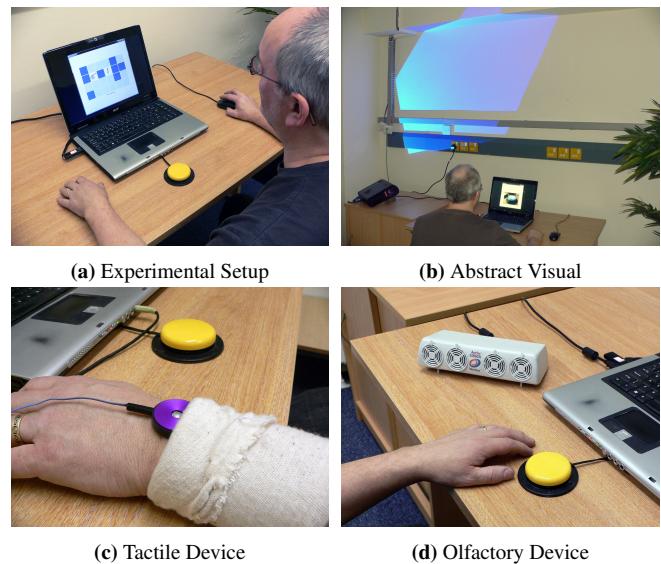 (a) Experimental Setup
(b) Abstract Visual
(c) Tactile Device
(d) Olfactory Device